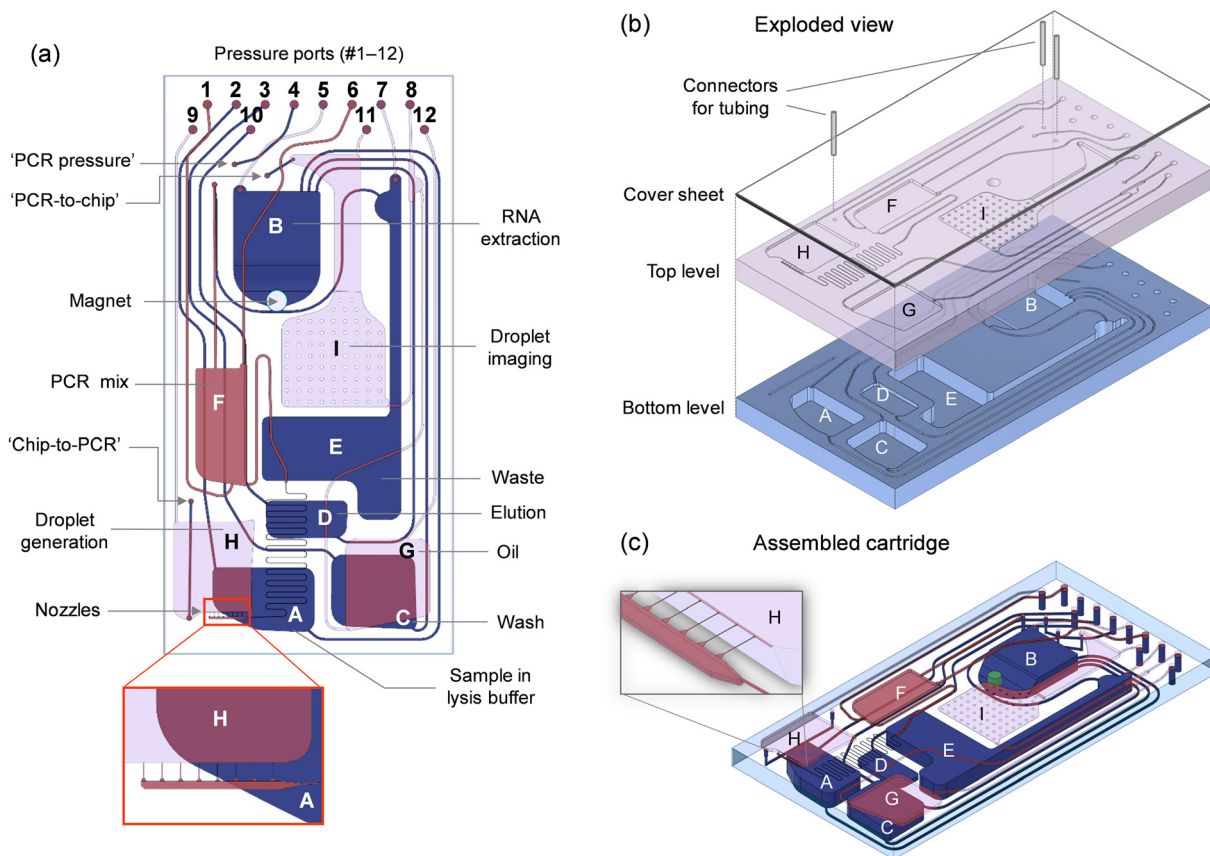 (a)
Pressure ports (#1–12)
1 2 3 4 5 6 7 8
9 10 11 12
‘PCR pressure’
‘PCR-to-chip’
B
RNA
extraction
Magnet
I
Droplet
imaging
PCR mix
F
‘Chip-to-PCR’
E
Waste
D
Elution
Droplet
generation
H
G
Oil
Nozzles
A
C
Wash
Sample in
lysis buffer
H
A
(b)
Exploded view
Connectors
for tubing
Cover sheet
F
I
H
Top level
G
B
Bottom level
D
E
A
C
(c)
Assembled cartridge
H
B
F
I
H
E
A
D
G
C